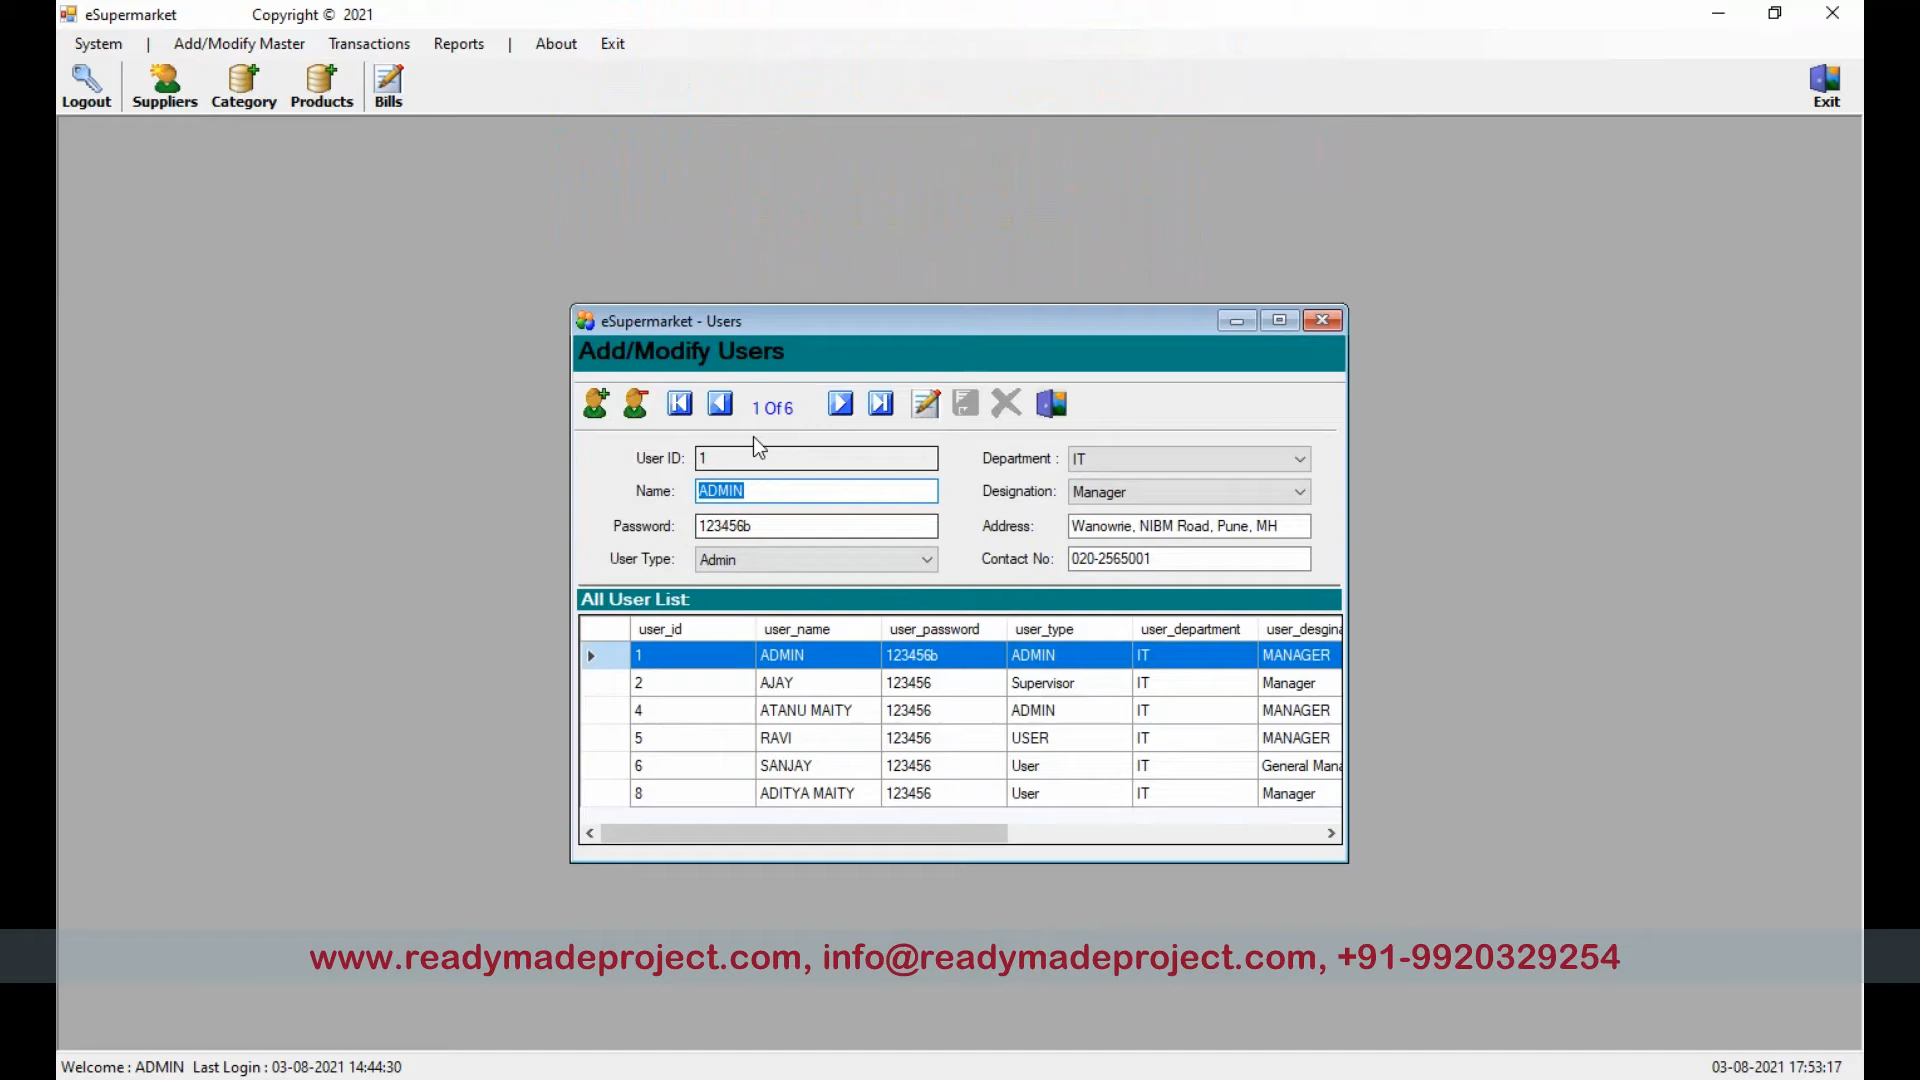 eSupermarket Copyright © 2021
System | Add/Modify Master Transactions Reports | About Exit
Logout Suppliers Category Products Bills Exit
eSupermarket - Users
Add/Modify Users
1 Of 6
User ID: 1 Department : IT
Name: ADMIN Designation: Manager
Password: 123456b Address: Wanowrie, NIBM Road, Pune, MH
User Type: Admin Contact No: 020-2565001
All User List:
user_id user_name user_password user_type user_department user_desgina
1 ADMIN 123456b ADMIN IT MANAGER
2 AJAY 123456 Supervisor IT Manager
4 ATANU MAITY 123456 ADMIN IT MANAGER
5 RAVI 123456 USER IT MANAGER
6 SANJAY 123456 User IT General Mana
8 ADITYA MAITY 123456 User IT Manager
www.readymadeproject.com, info@readymadeproject.com, +91-9920329254
Welcome : ADMIN Last Login : 03-08-2021 14:44:30 03-08-2021 17:53:17